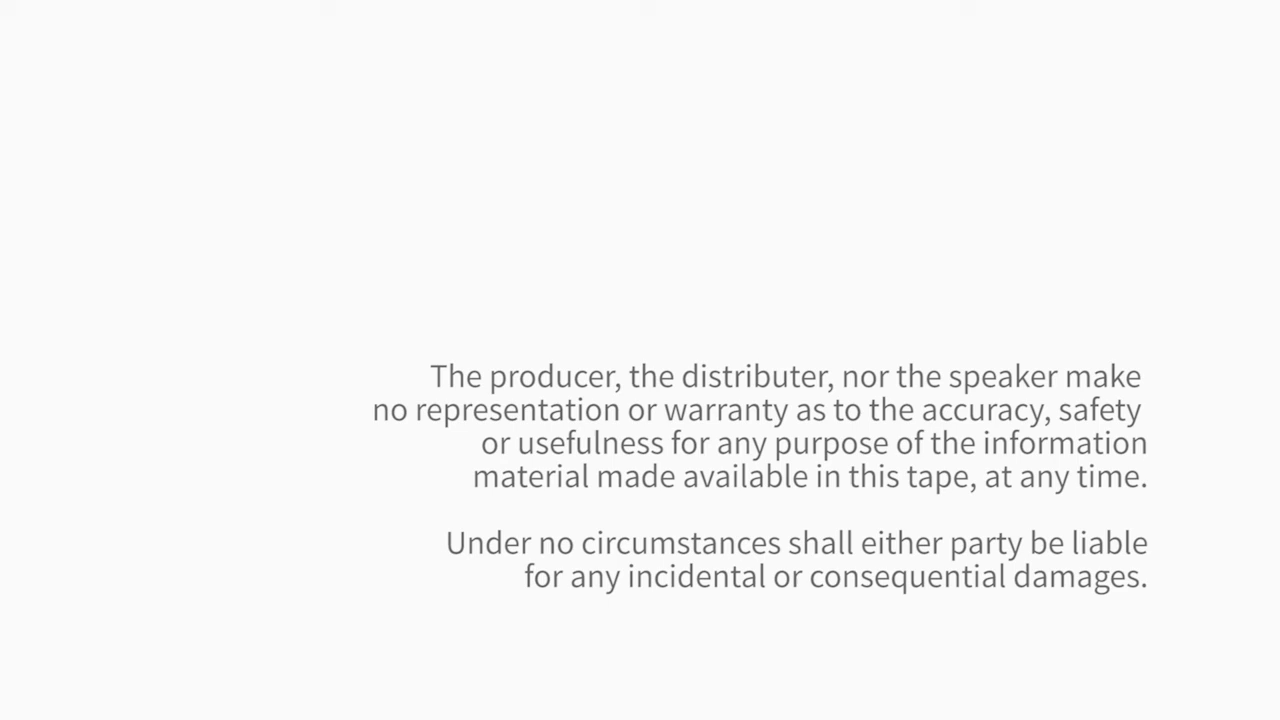 The producer, the distributer, nor the speaker make
no representation or warranty as to the accuracy, safety
or usefulness for any purpose of the information
material made available in this tape, at any time.
Under no circumstances shall either party be liable
for any incidental or consequential damages.